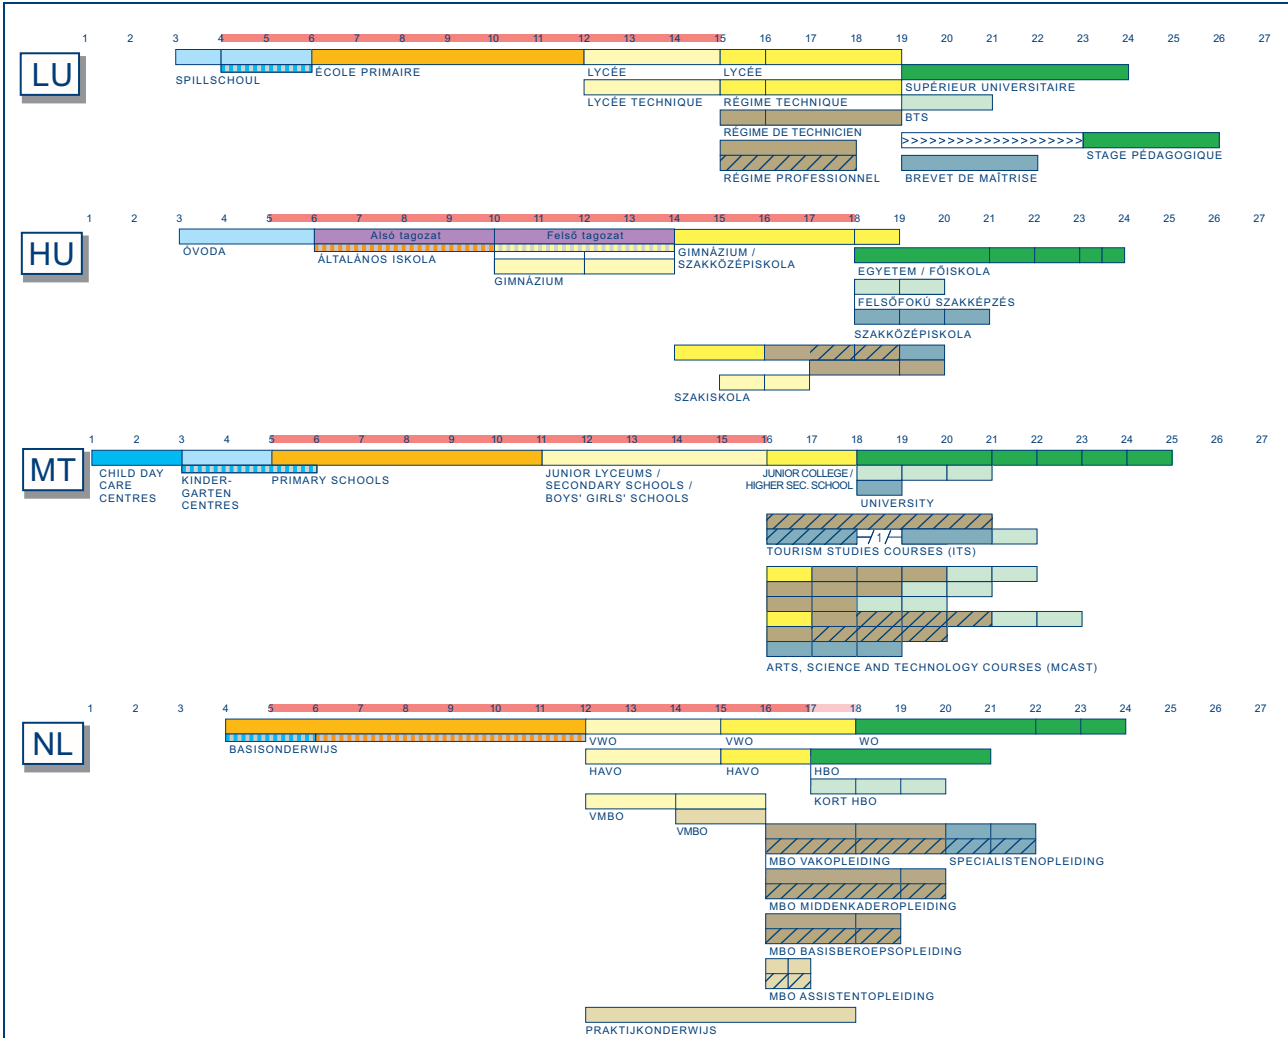 1 2 3 4 5 6 7 8 9 10 11 12 13 14 15 16 17 18 19 20 21 22 23 24 25 26 27
LU
SPILLSCHOUL
ÉCOLE PRIMAIRE
LYCÉE
LYCÉE
SUPÉRIEUR UNIVERSITAIRE
LYCÉE TECHNIQUE
RÉGIME TECHNIQUE
BTS
RÉGIME DE TECHNICIEN
>>>>>>>>>>>>>>>>>>>>
STAGE PÉDAGOGIQUE
RÉGIME PROFESSIONNEL
BREVET DE MAÎTRISE
1 2 3 4 5 6 7 8 9 10 11 12 13 14 15 16 17 18 19 20 21 22 23 24 25 26 27
HU
Alsó tagozat
Felső tagozat
ÓVODA
ÁLTALÁNOS ISKOLA
GIMNÁZIUM /
SZAKKÖZÉPISKOLA
GIMNÁZIUM
EGYETEM / FŐISKOLA
FELSŐFOKÚ SZAKKÉPZÉS
SZAKKÖZÉPISKOLA
SZAKISKOLA
1 2 3 4 5 6 7 8 9 10 11 12 13 14 15 16 17 18 19 20 21 22 23 24 25 26 27
MT
CHILD DAY
CARE
CENTRES
KINDER-
GARTEN
CENTRES
PRIMARY SCHOOLS
JUNIOR LYCEUMS /
SECONDARY SCHOOLS /
BOYS' GIRLS' SCHOOLS
JUNIOR COLLEGE /
HIGHER SEC. SCHOOL
UNIVERSITY
/ 1 /
TOURISM STUDIES COURSES (ITS)
ARTS, SCIENCE AND TECHNOLOGY COURSES (MCAST)
1 2 3 4 5 6 7 8 9 10 11 12 13 14 15 16 17 18 19 20 21 22 23 24 25 26 27
NL
BASISONDERWIJS
VWO
VWO
WO
HAVO
HAVO
HBO
KORT HBO
VMBO
VMBO
MBO VAKOPLEIDING
SPECIALISTENOPLEIDING
MBO MIDDENKADEROPLEIDING
MBO BASISBEROEPSOPLEIDING
MBO ASSISTENTOPLEIDING
PRAKTIJKONDERWIJS